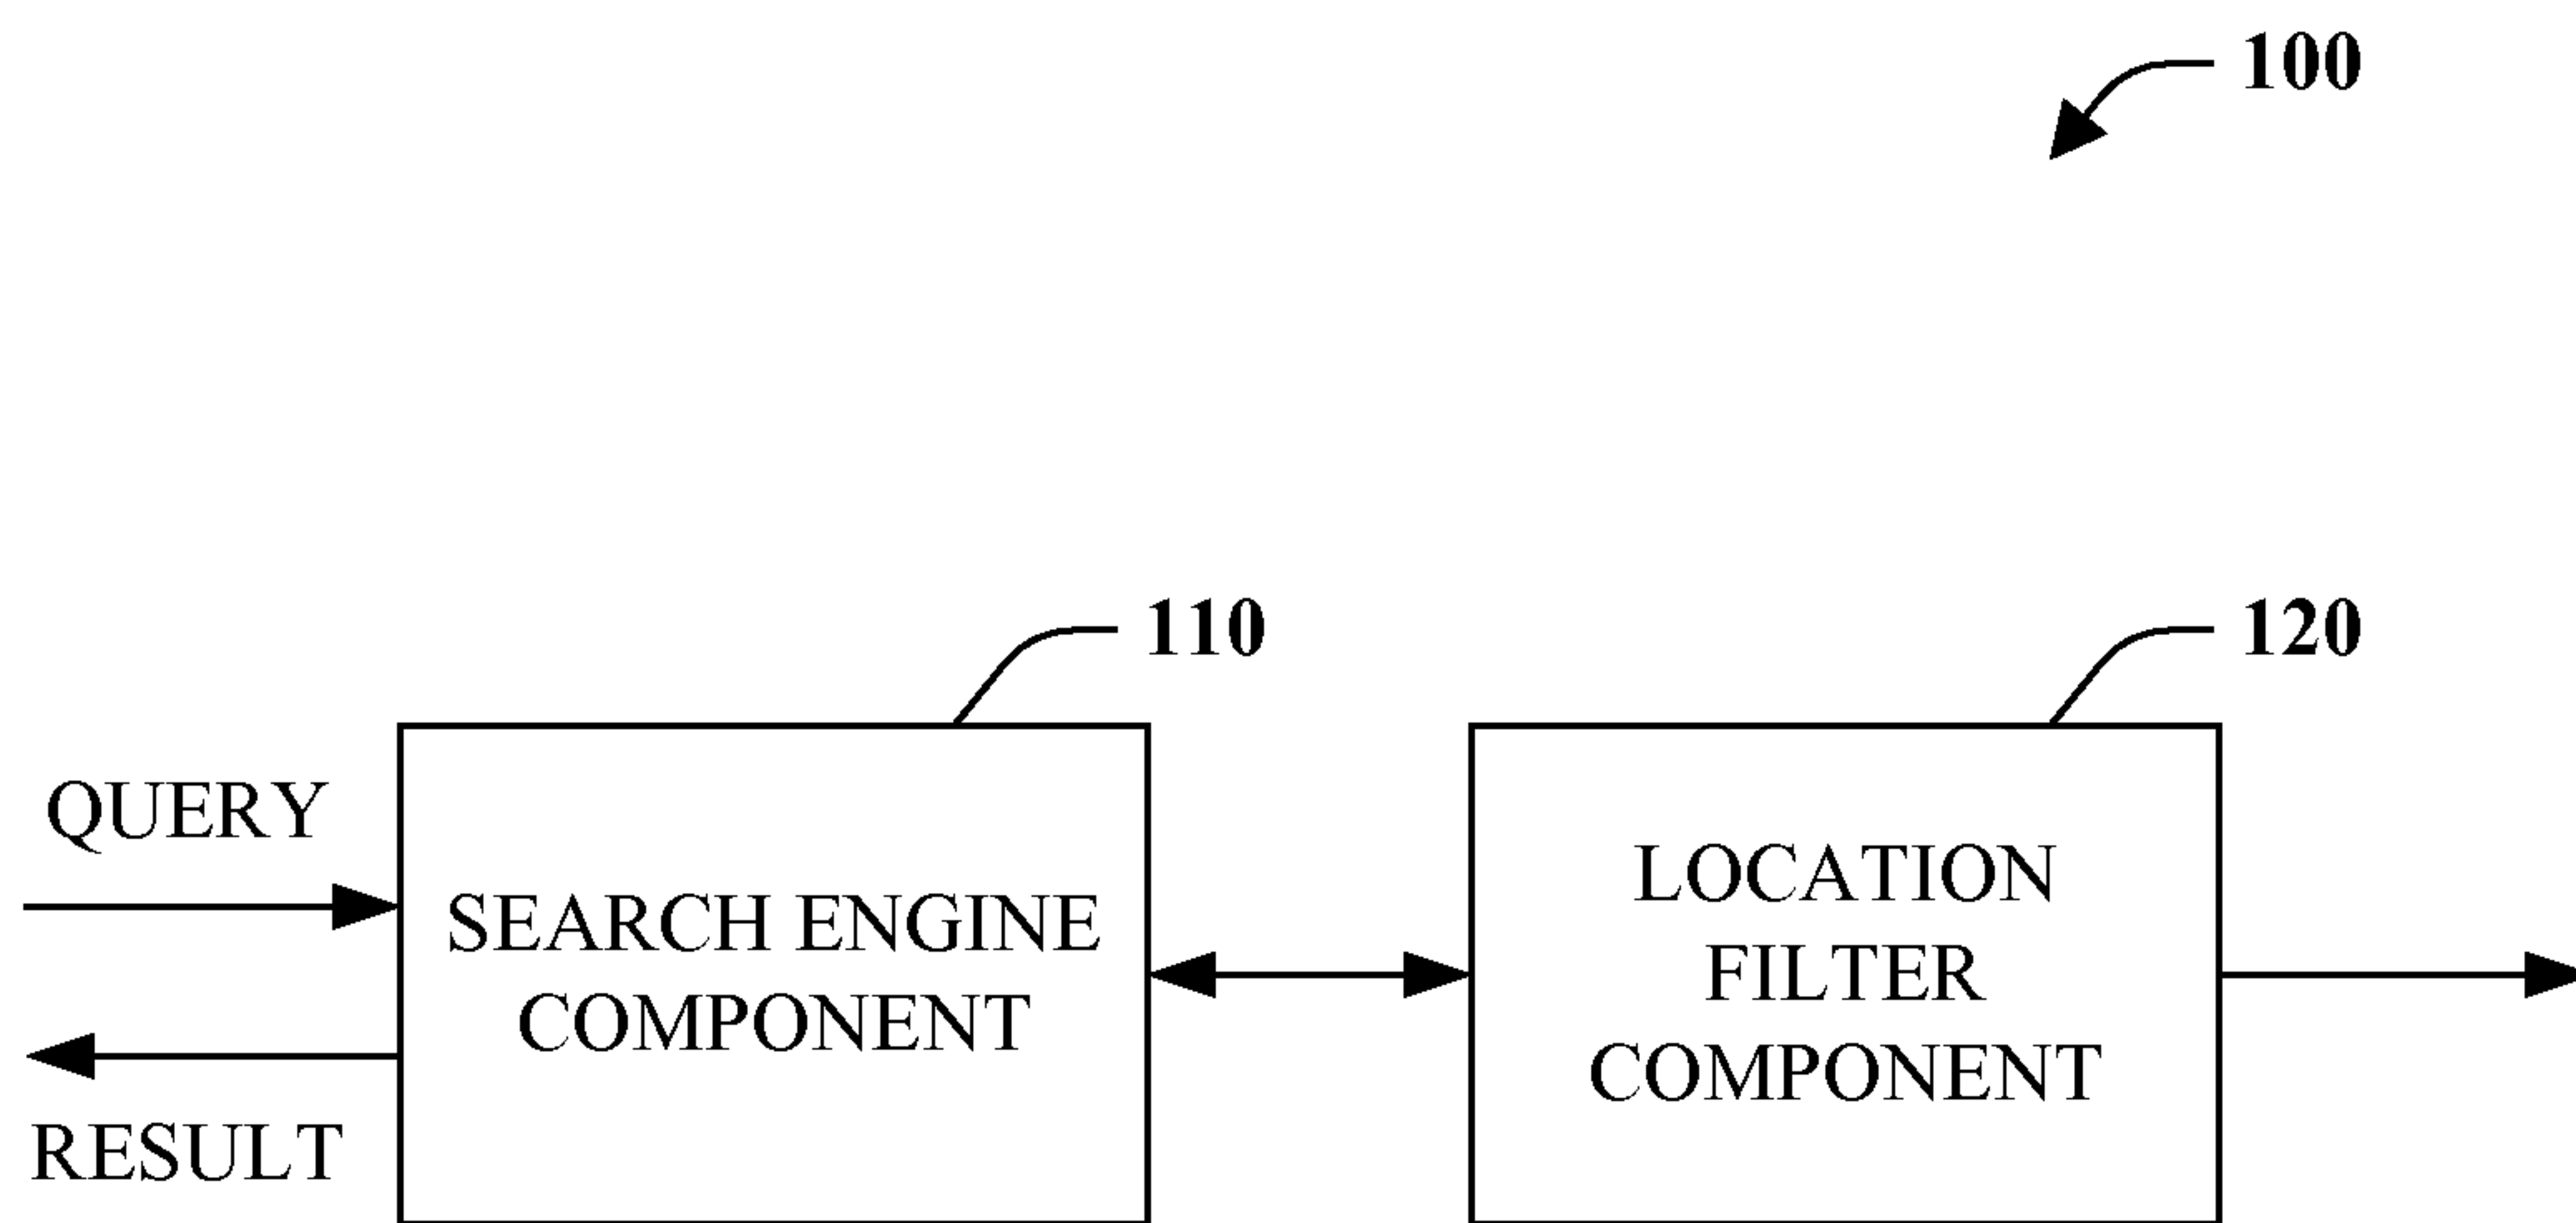 100
110
120
QUERY
SEARCH ENGINE
COMPONENT
RESULT
LOCATION
FILTER
COMPONENT